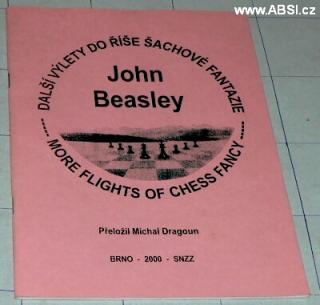 www.ABSI.cz
DALŠÍ VÝLETY DO ŘÍŠE ŠACHOVÉ FANTAZIE
John
Beasley
MORE FLIGHTS OF CHESS FANCY
Přeložil Michal Dragoun
BRNO - 2000 - SNZZ